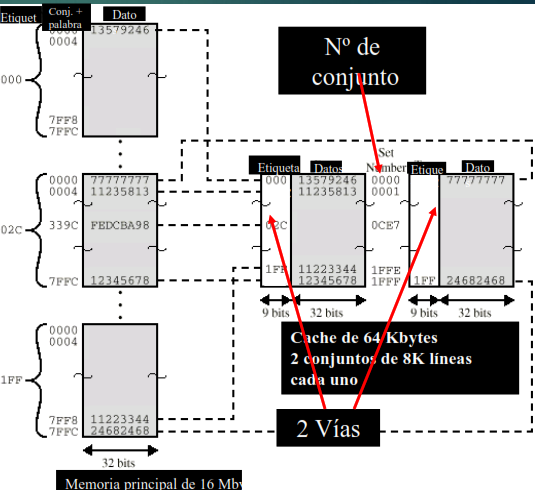 Etiquet
Conj. +
palabra
Dato
0004
13579246
000
7FF8
7FFC
Nº de
conjunto
0000
0004
77777777
11235813
02C
339C
FEDCBA98
7FFC
12345678
Etiqueta
Datos
Set
Number
Etique
Dato
000
13579246
11235813
0000
0001
77777777
02C
0CE7
1FF
11223344
12345678
1FFE
1FFF
1FF
24682468
9 bits
32 bits
9 bits
32 bits
0000
0004
1FF
7FF8
7FFC
11223344
24682468
32 bits
Cache de 64 Kbytes
2 conjuntos de 8K líneas
cada uno
2 Vías
Memoria principal de 16 Mby